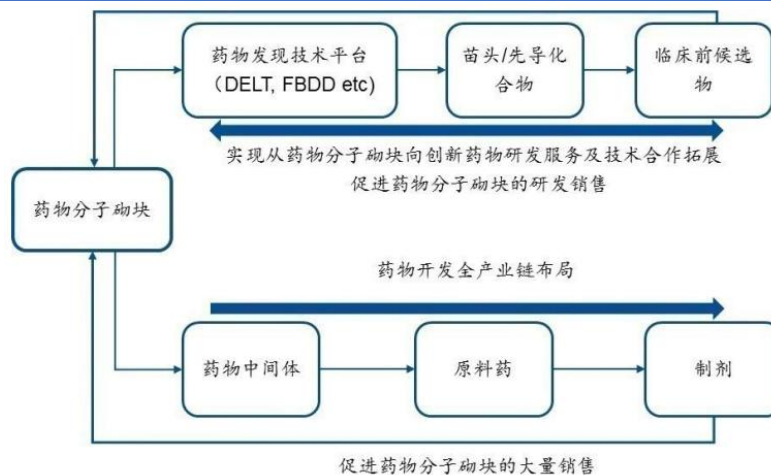 药物发现技术平台
（DELT, FBDD etc)
苗头/先导化
合物
临床前候选
物
实现从药物分子砌块向创新药物研发服务及技术合作拓展
促进药物分子砌块的研发销售
药物分子砌块
药物开发全产业链布局
药物中间体
原料药
制剂
促进药物分子砌块的大量销售